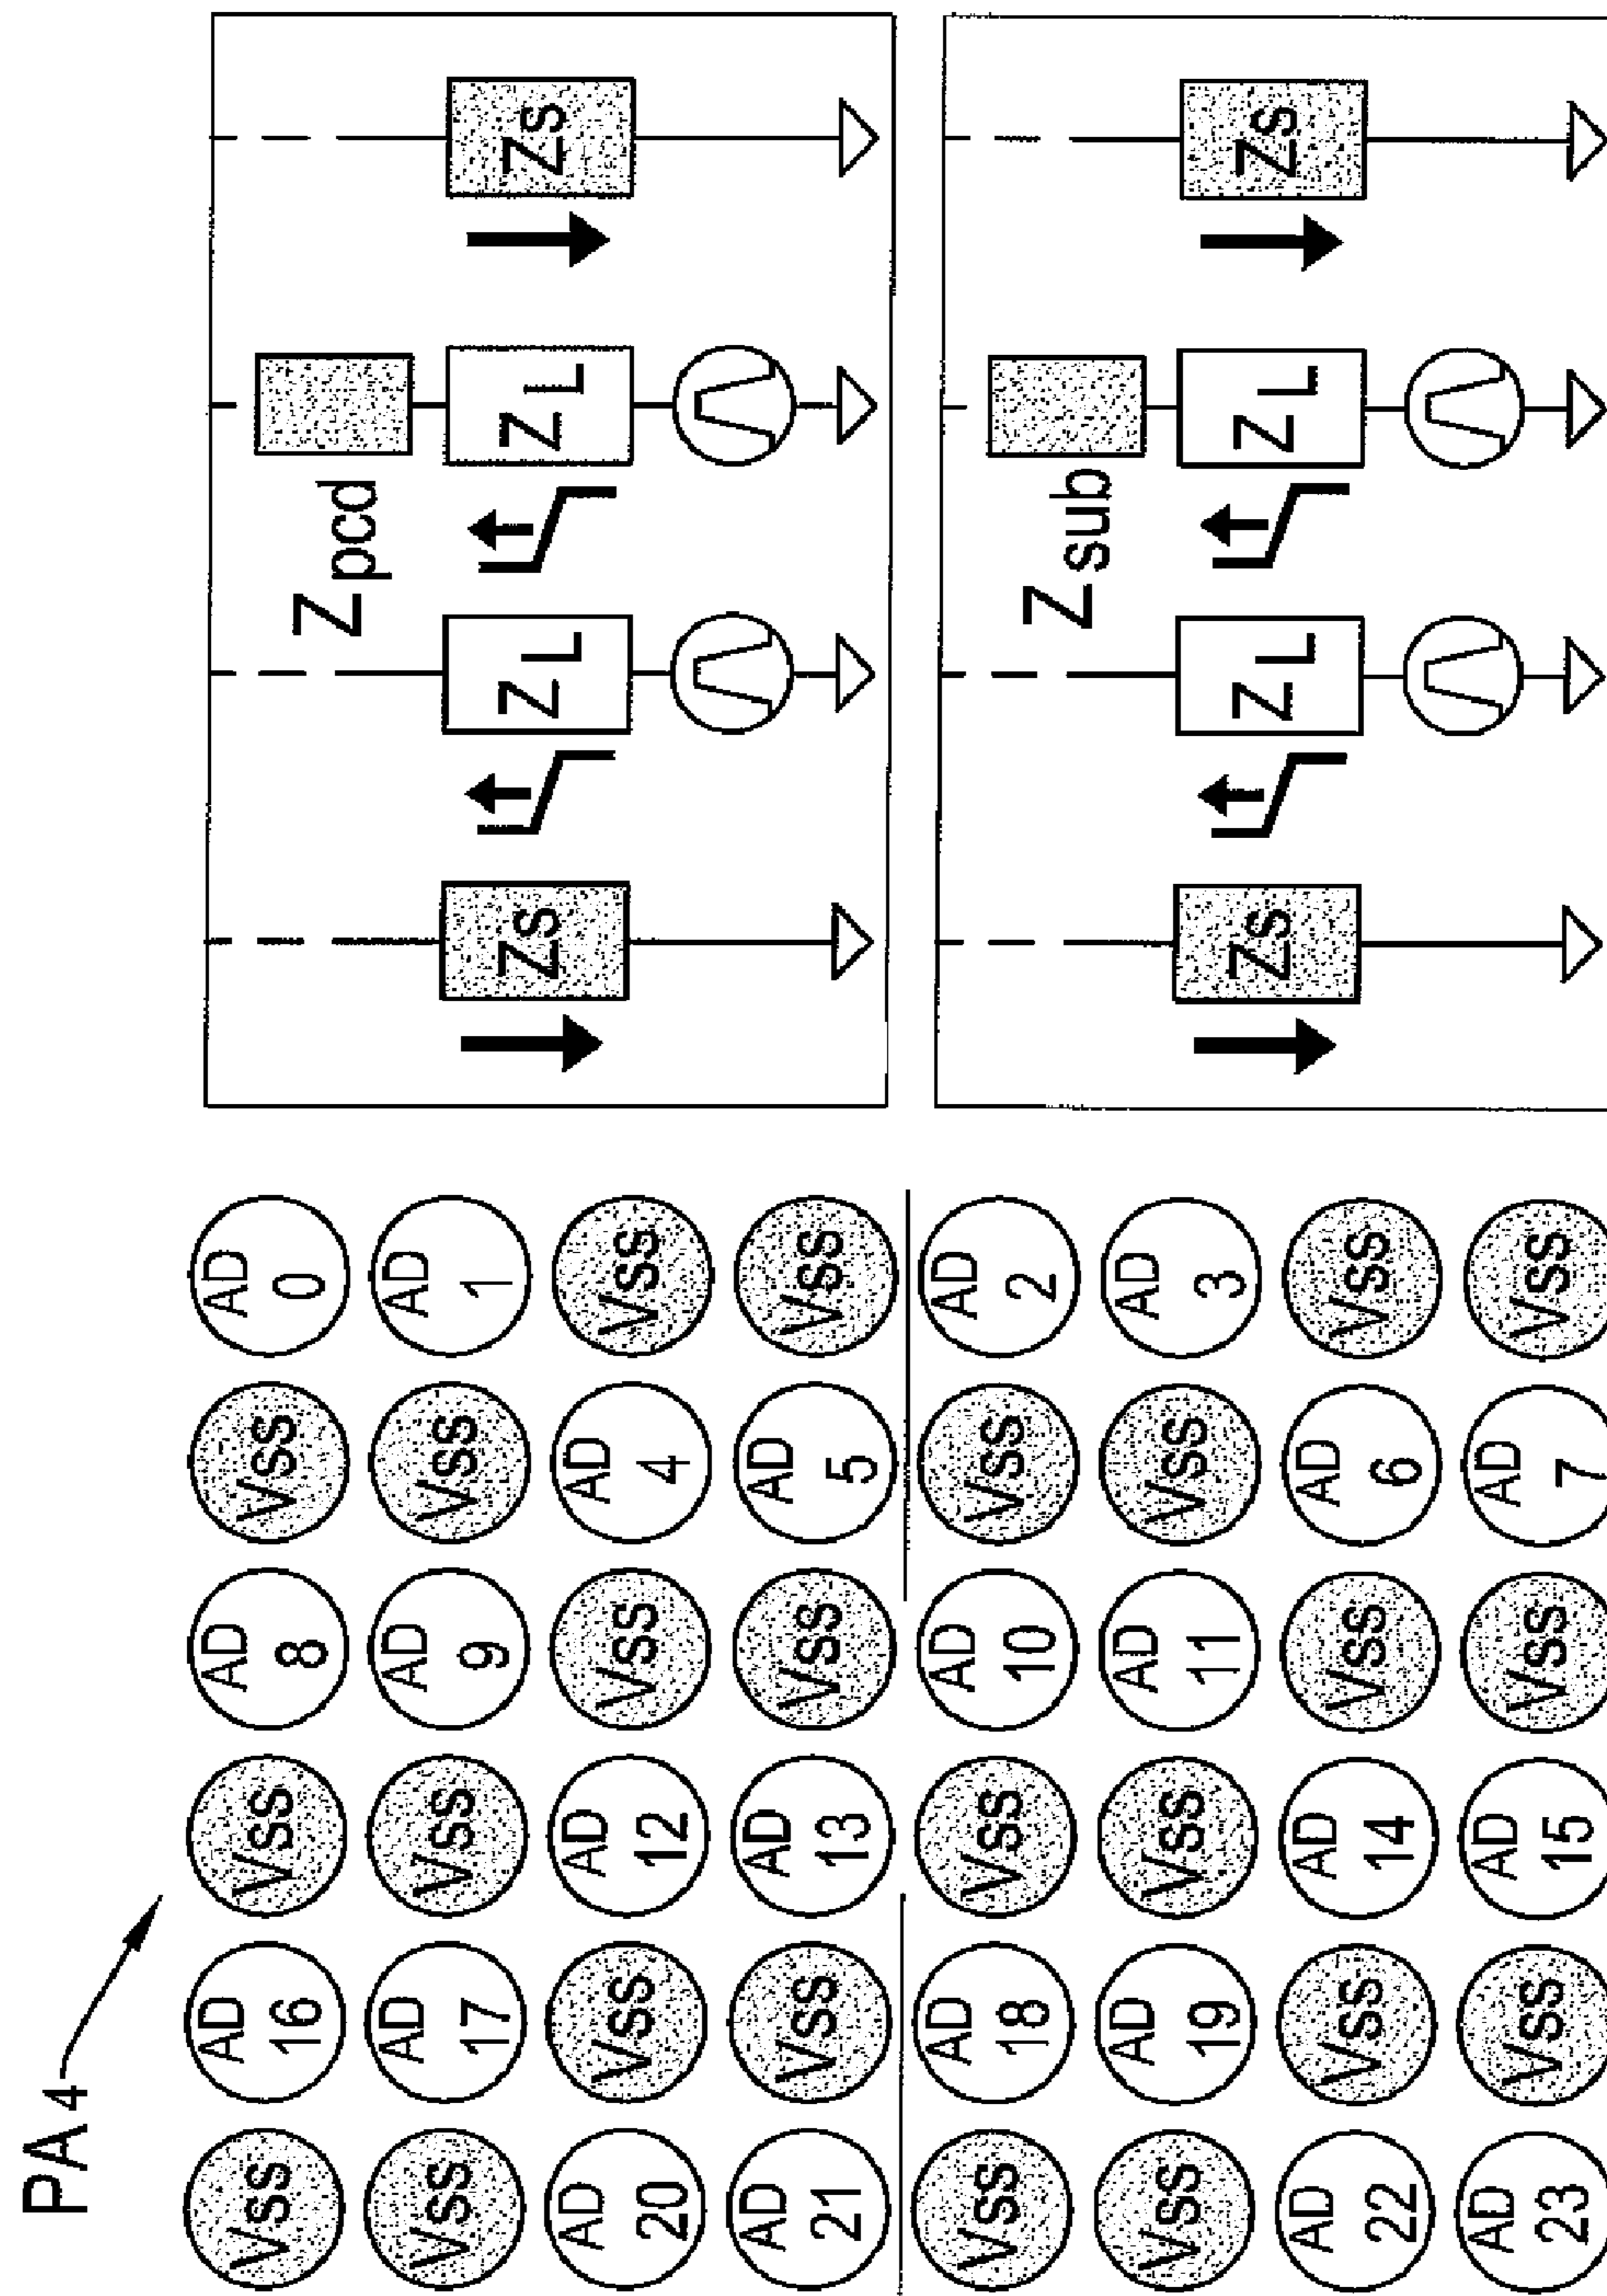 PA4
Vss AD 16 Vss AD 8 Vss AD 0
Vss AD 17 Vss AD 9 Vss AD 1
AD 20 Vss AD 12 Vss AD 4 Vss
AD 21 Vss AD 13 Vss AD 5 Vss
Vss AD 18 Vss AD 10 Vss AD 2
Vss AD 19 Vss AD 11 Vss AD 3
AD 22 Vss AD 14 Vss AD 6 Vss
AD 23 Vss AD 15 Vss AD 7 Vss
Zpcd
ZS ZL ZL ZS
Zsub
ZS ZL ZL ZS